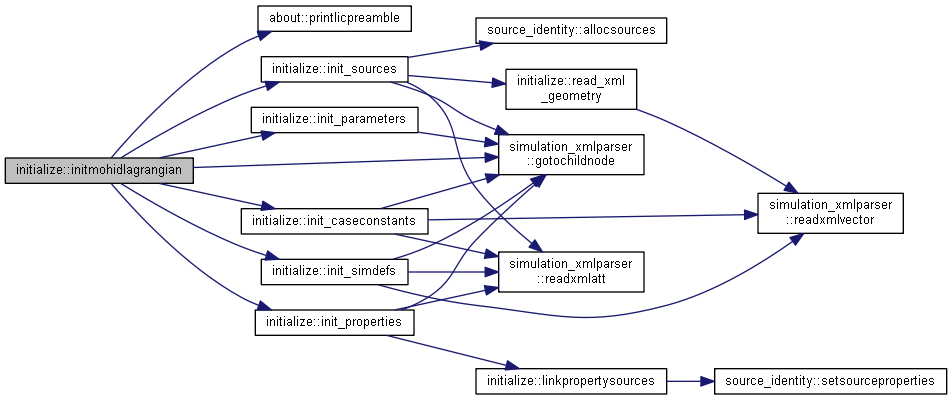 about::printlicpreamble
source_identity::allocsources
initialize::init_sources
initialize::read_xml
_geometry
initialize::init_parameters
simulation_xmlparser
::gotochildnode
initialize::initmohidlagrangian
simulation_xmlparser
::readxmlvector
initialize::init_caseconstants
simulation_xmlparser
::readxmlatt
initialize::init_simdefs
initialize::init_properties
initialize::linkpropertysources
source_identity::setsourceproperties